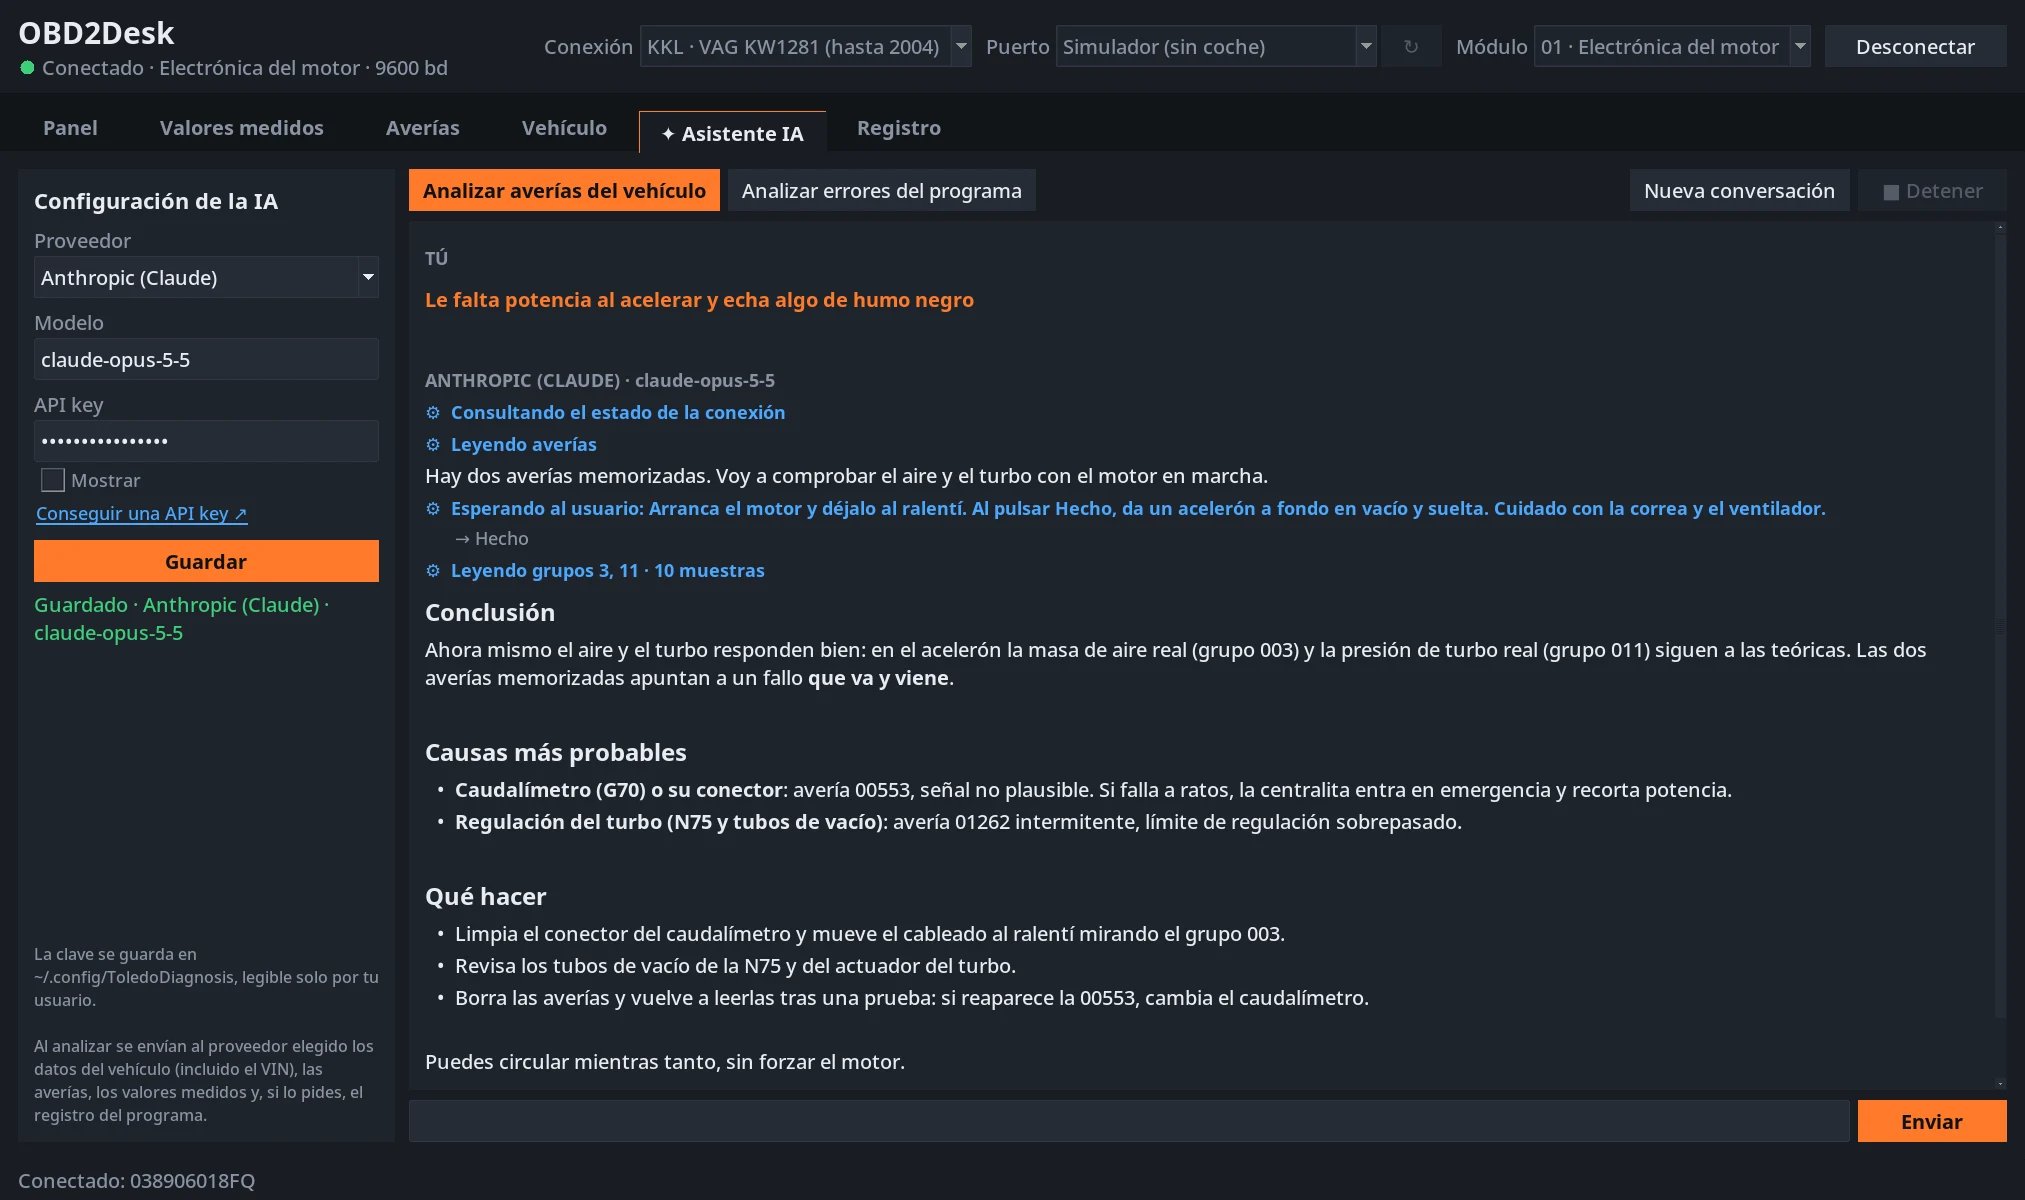 OBD2Desk
Conectado · Electrónica del motor · 9600 bd
Conexión KKL · VAG KW1281 (hasta 2004) Puerto Simulador (sin coche) ↻ Módulo 01 · Electrónica del motor Desconectar
Panel Valores medidos Averías Vehículo ✦ Asistente IA Registro
Configuración de la IA
Proveedor
Anthropic (Claude)
Modelo
claude-opus-5-5
API key
••••••••••••••••
Mostrar
Conseguir una API key ↗
Guardar
Guardado · Anthropic (Claude) ·
claude-opus-5-5
La clave se guarda en
~/.config/ToledoDiagnosis, legible solo por tu
usuario.
Al analizar se envían al proveedor elegido los
datos del vehículo (incluido el VIN), las
averías, los valores medidos y, si lo pides, el
registro del programa.
Analizar averías del vehículo Analizar errores del programa Nueva conversación ■ Detener
TÚ
Le falta potencia al acelerar y echa algo de humo negro
ANTHROPIC (CLAUDE) · claude-opus-5-5
⚙ Consultando el estado de la conexión
⚙ Leyendo averías
Hay dos averías memorizadas. Voy a comprobar el aire y el turbo con el motor en marcha.
⚙ Esperando al usuario: Arranca el motor y déjalo al ralentí. Al pulsar Hecho, da un acelerón a fondo en vacío y suelta. Cuidado con la correa y el ventilador.
→ Hecho
⚙ Leyendo grupos 3, 11 · 10 muestras
Conclusión
Ahora mismo el aire y el turbo responden bien: en el acelerón la masa de aire real (grupo 003) y la presión de turbo real (grupo 011) siguen a las teóricas. Las dos
averías memorizadas apuntan a un fallo que va y viene.
Causas más probables
• Caudalímetro (G70) o su conector: avería 00553, señal no plausible. Si falla a ratos, la centralita entra en emergencia y recorta potencia.
• Regulación del turbo (N75 y tubos de vacío): avería 01262 intermitente, límite de regulación sobrepasado.
Qué hacer
• Limpia el conector del caudalímetro y mueve el cableado al ralentí mirando el grupo 003.
• Revisa los tubos de vacío de la N75 y del actuador del turbo.
• Borra las averías y vuelve a leerlas tras una prueba: si reaparece la 00553, cambia el caudalímetro.
Puedes circular mientras tanto, sin forzar el motor.
Enviar
Conectado: 038906018FQ